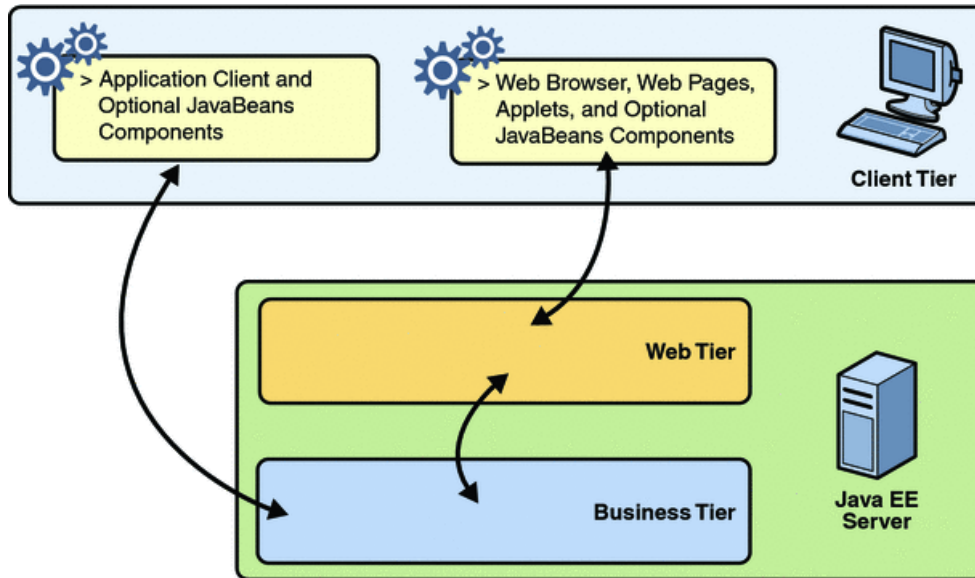 > Application Client and
Optional JavaBeans
Components
> Web Browser, Web Pages,
Applets, and Optional
JavaBeans Components
Client Tier
Web Tier
Business Tier
Java EE
Server